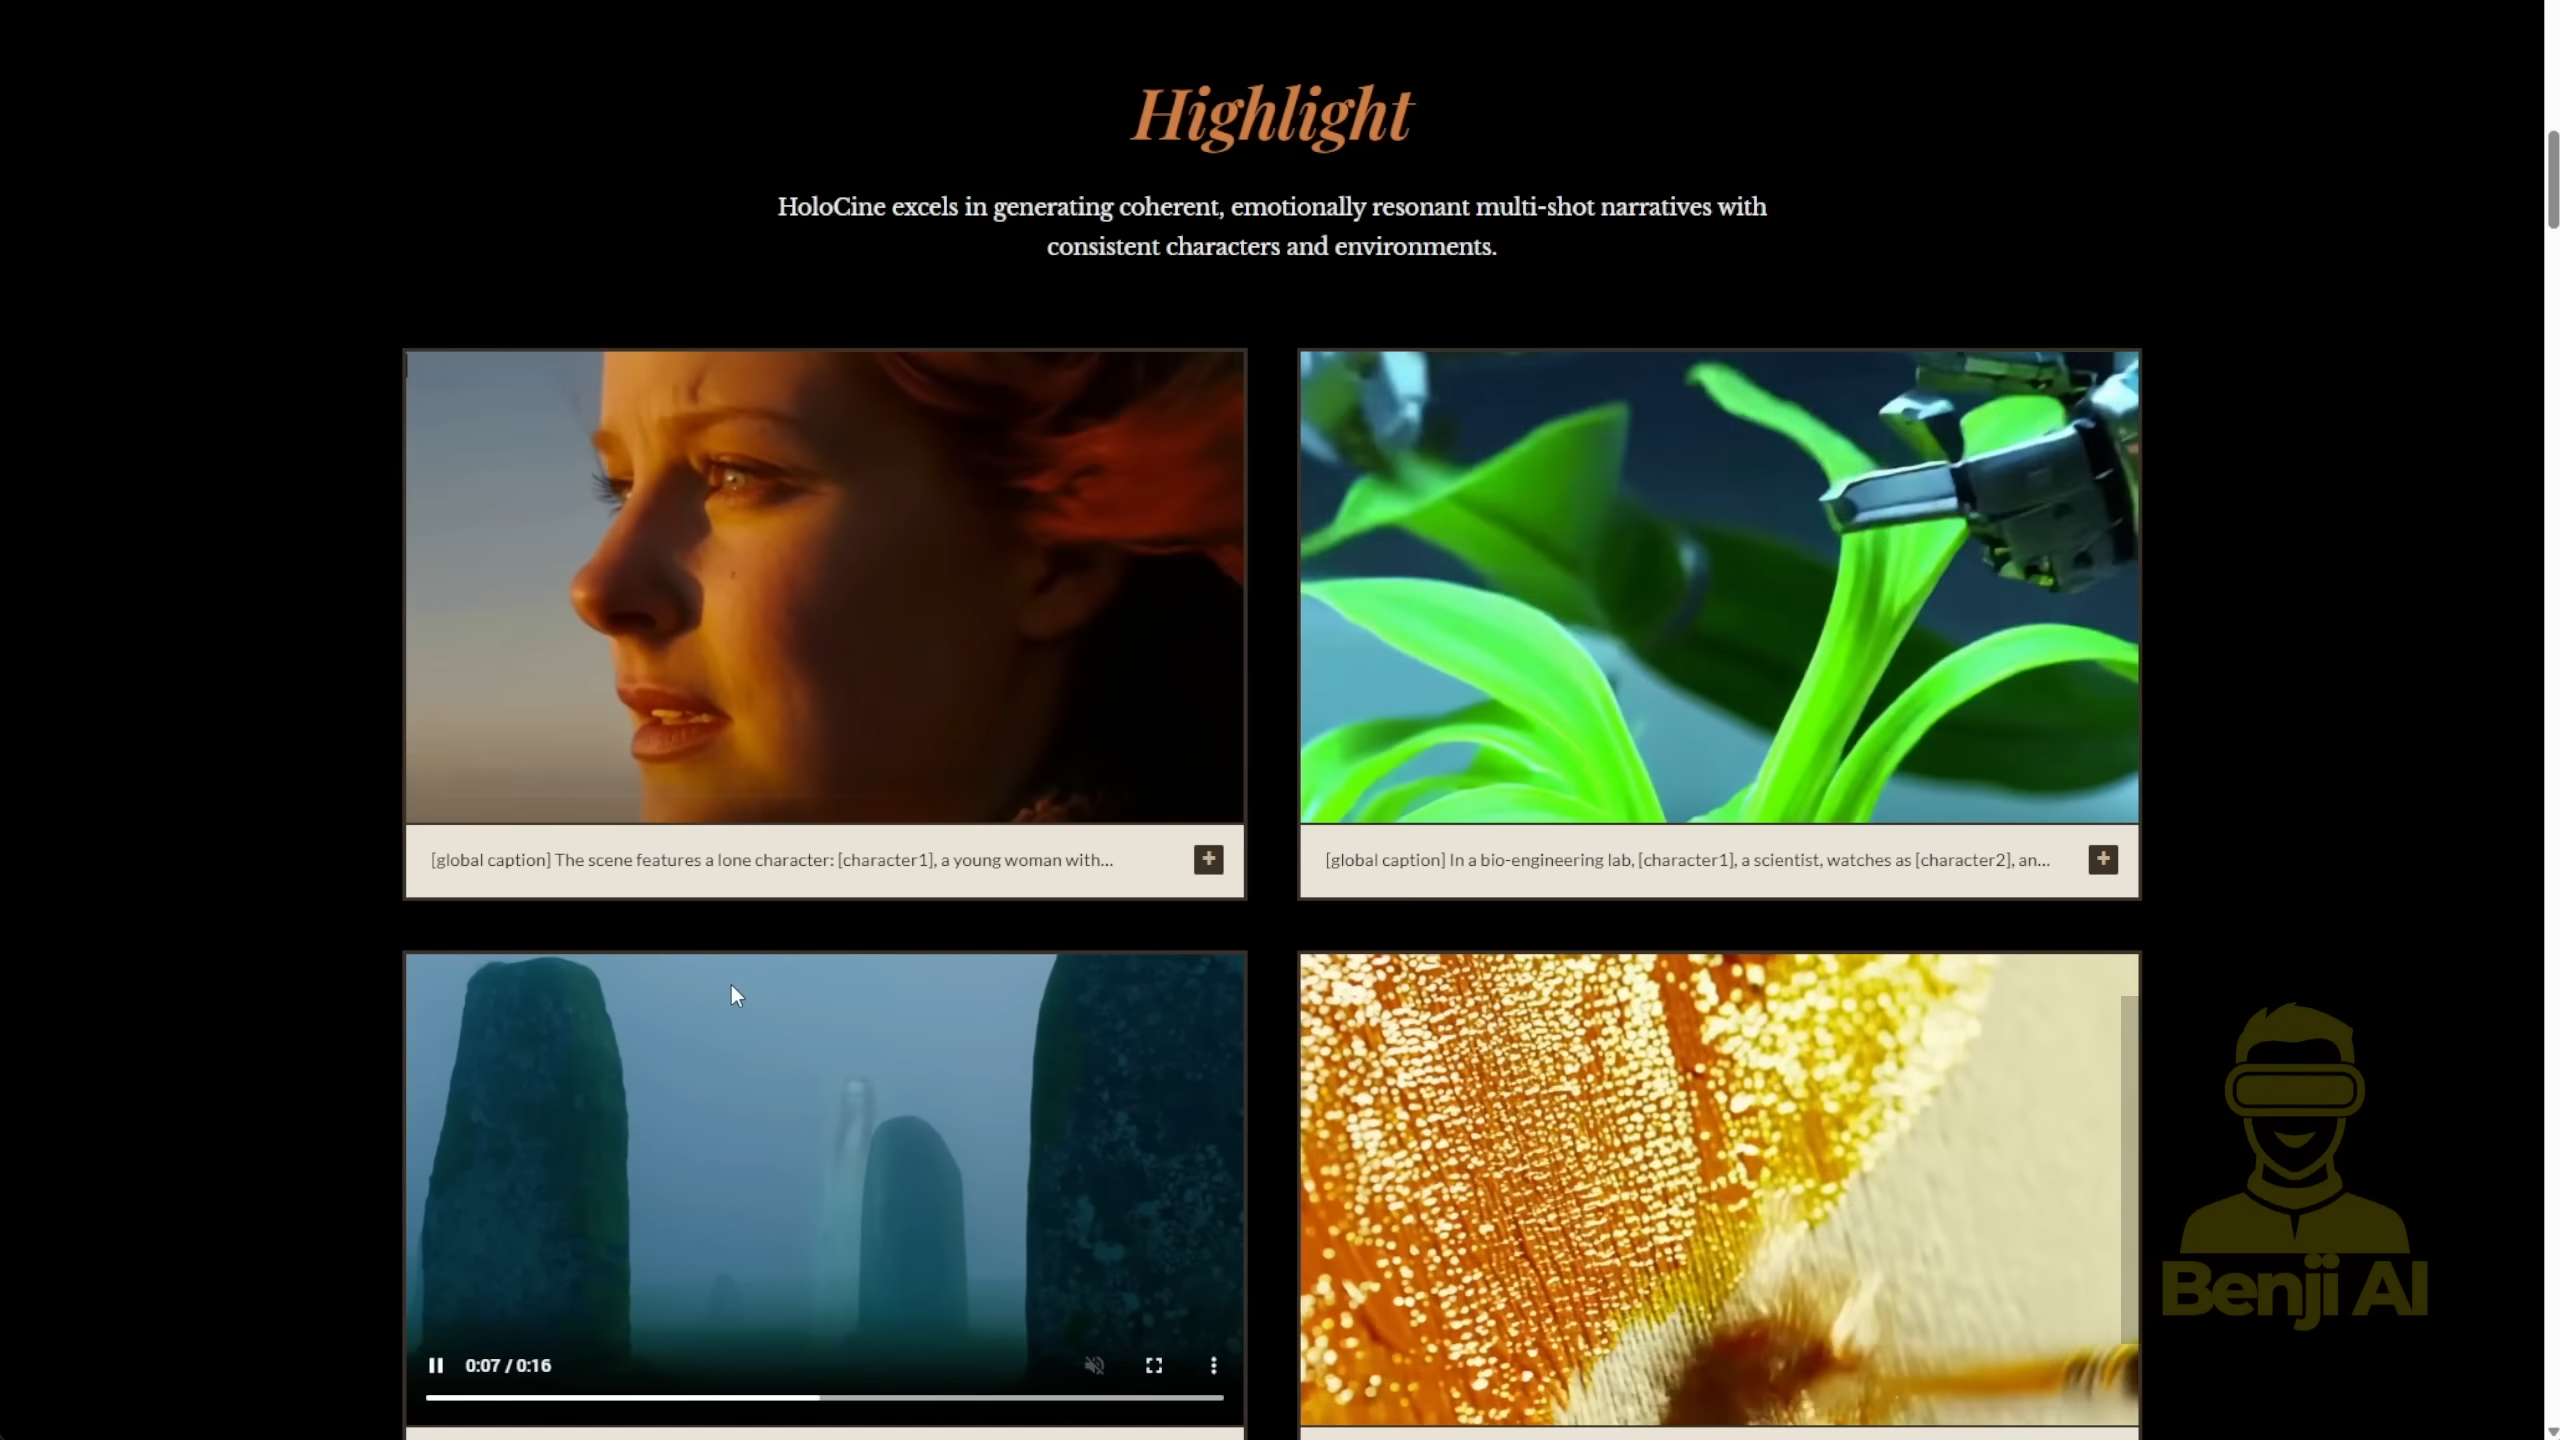 Highlight
HoloCine excels in generating coherent, emotionally resonant multi-shot narratives with
consistent characters and environments.
[global caption] The scene features a lone character: [character1], a young woman with...
[global caption] In a bio-engineering lab, [character1], a scientist, watches as [character2], an...
0:07 / 0:16
Benji AI